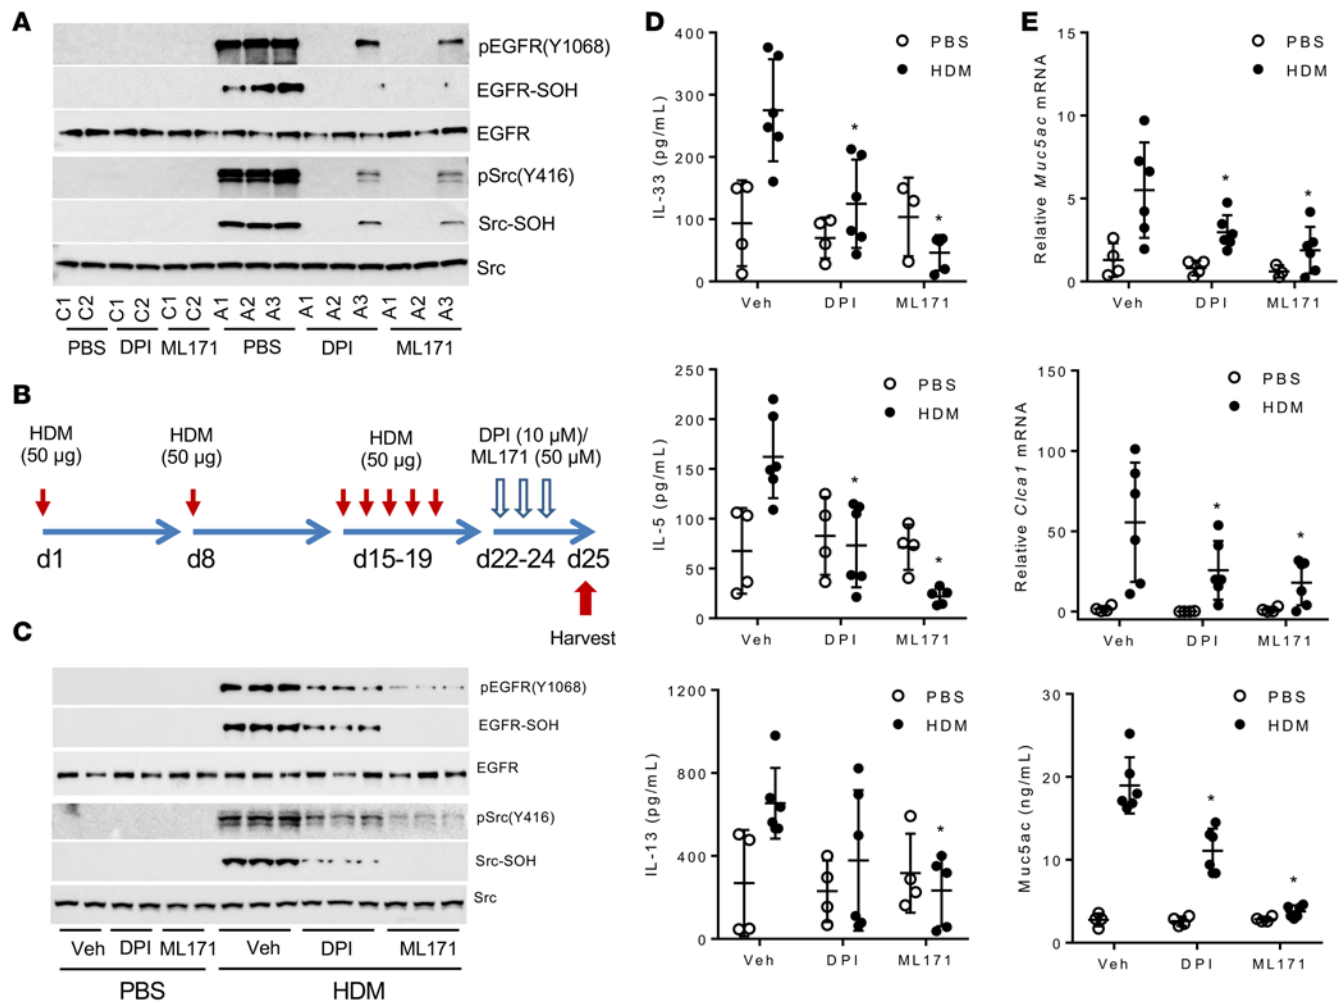 A
pEGFR(Y1068)
EGFR-SOH
EGFR
pSrc(Y416)
Src-SOH
Src
C1 C2 C1 C2 C1 C2 A1 A2 A3 A1 A2 A3 A1 A2 A3
PBS DPI ML171 PBS DPI ML171
B
HDM HDM HDM DPI (10 µM)/
(50 µg) (50 µg) (50 µg) ML171 (50 µM)
d1 d8 d15-19 d22-24 d25
Harvest
C
pEGFR(Y1068)
EGFR-SOH
EGFR
pSrc(Y416)
Src-SOH
Src
Veh DPI ML171 Veh DPI ML171
PBS HDM
D
IL-33 (pg/mL)
400
300
200
100
0
PBS
HDM
*
*
Veh DPI ML171
IL-5 (pg/mL)
250
200
150
100
50
0
PBS
HDM
*
*
Veh DPI ML171
IL-13 (pg/mL)
1200
800
400
0
PBS
HDM
*
Veh DPI ML171
E
Relative Muc5ac mRNA
15
10
5
0
PBS
HDM
*
*
Veh DPI ML171
Relative Clca1 mRNA
150
100
50
0
PBS
HDM
*
*
Veh DPI ML171
Muc5ac (ng/mL)
30
20
10
0
PBS
HDM
*
*
Veh DPI ML171